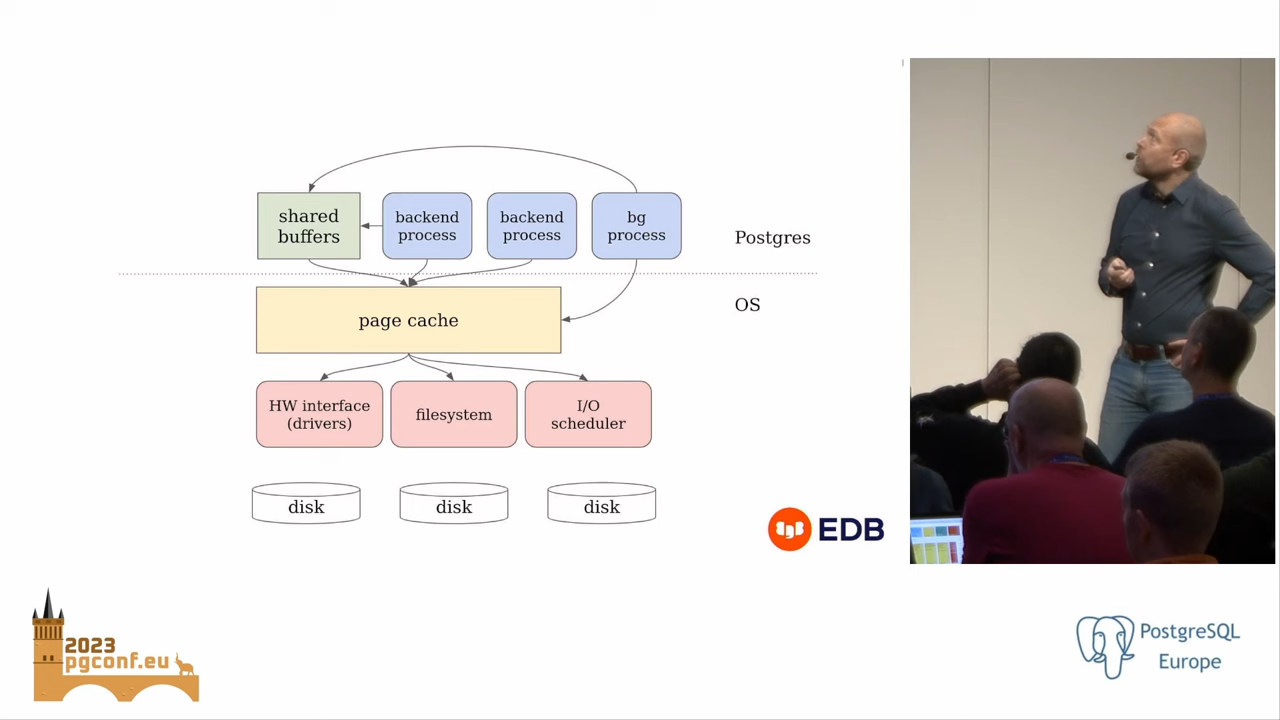 shared
buffers
backend
process
backend
process
bg
process
Postgres
OS
page cache
HW interface
(drivers)
filesystem
I/O
scheduler
disk
disk
disk
EDB
2023
pgconf.eu
PostgreSQL
Europe